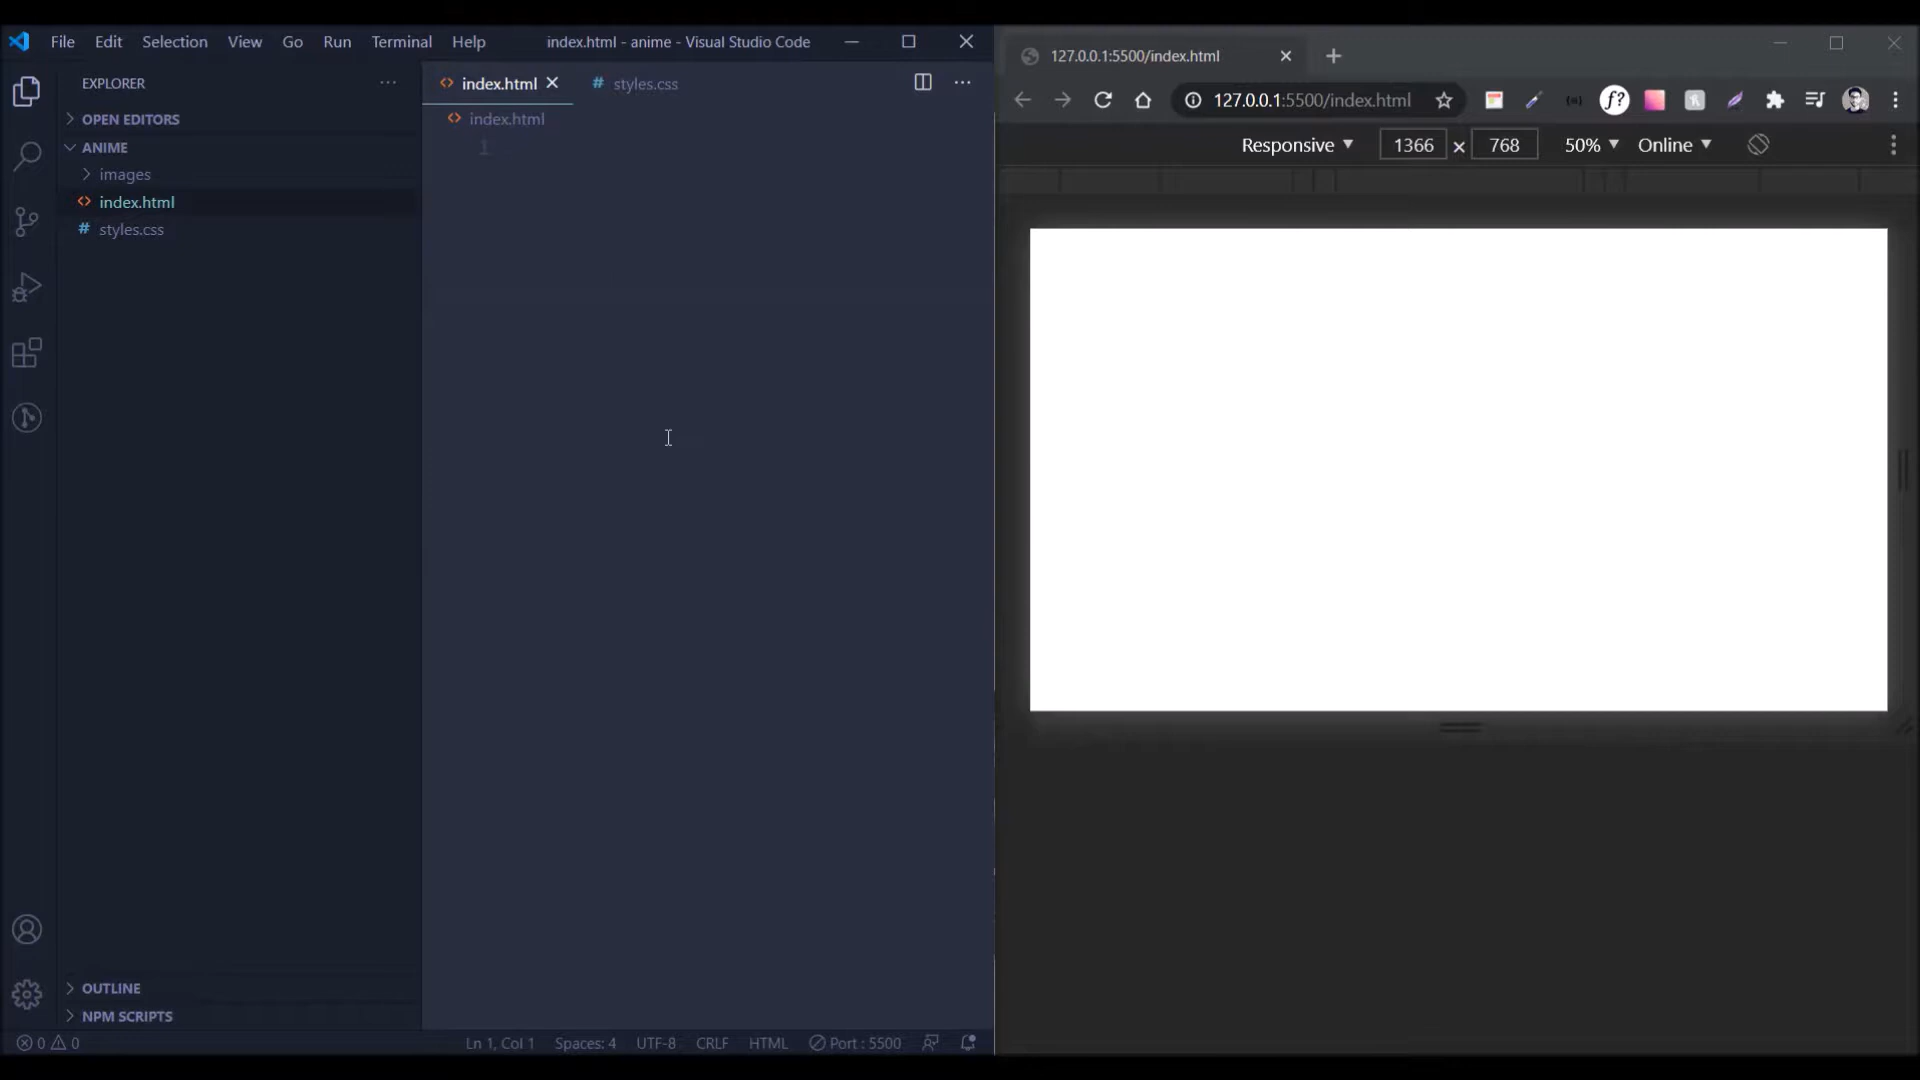 File Edit Selection View Go Run Terminal Help index.html - anime - Visual Studio Code
EXPLORER
OPEN EDITORS
ANIME
images
index.html
styles.css
OUTLINE
NPM SCRIPTS
index.html styles.css
index.html
1
0 0 Ln 1, Col 1 Spaces: 4 UTF-8 CRLF HTML Port : 5500
127.0.0.1:5500/index.html
127.0.0.1:5500/index.html f?
Responsive 1366 × 768 50% Online